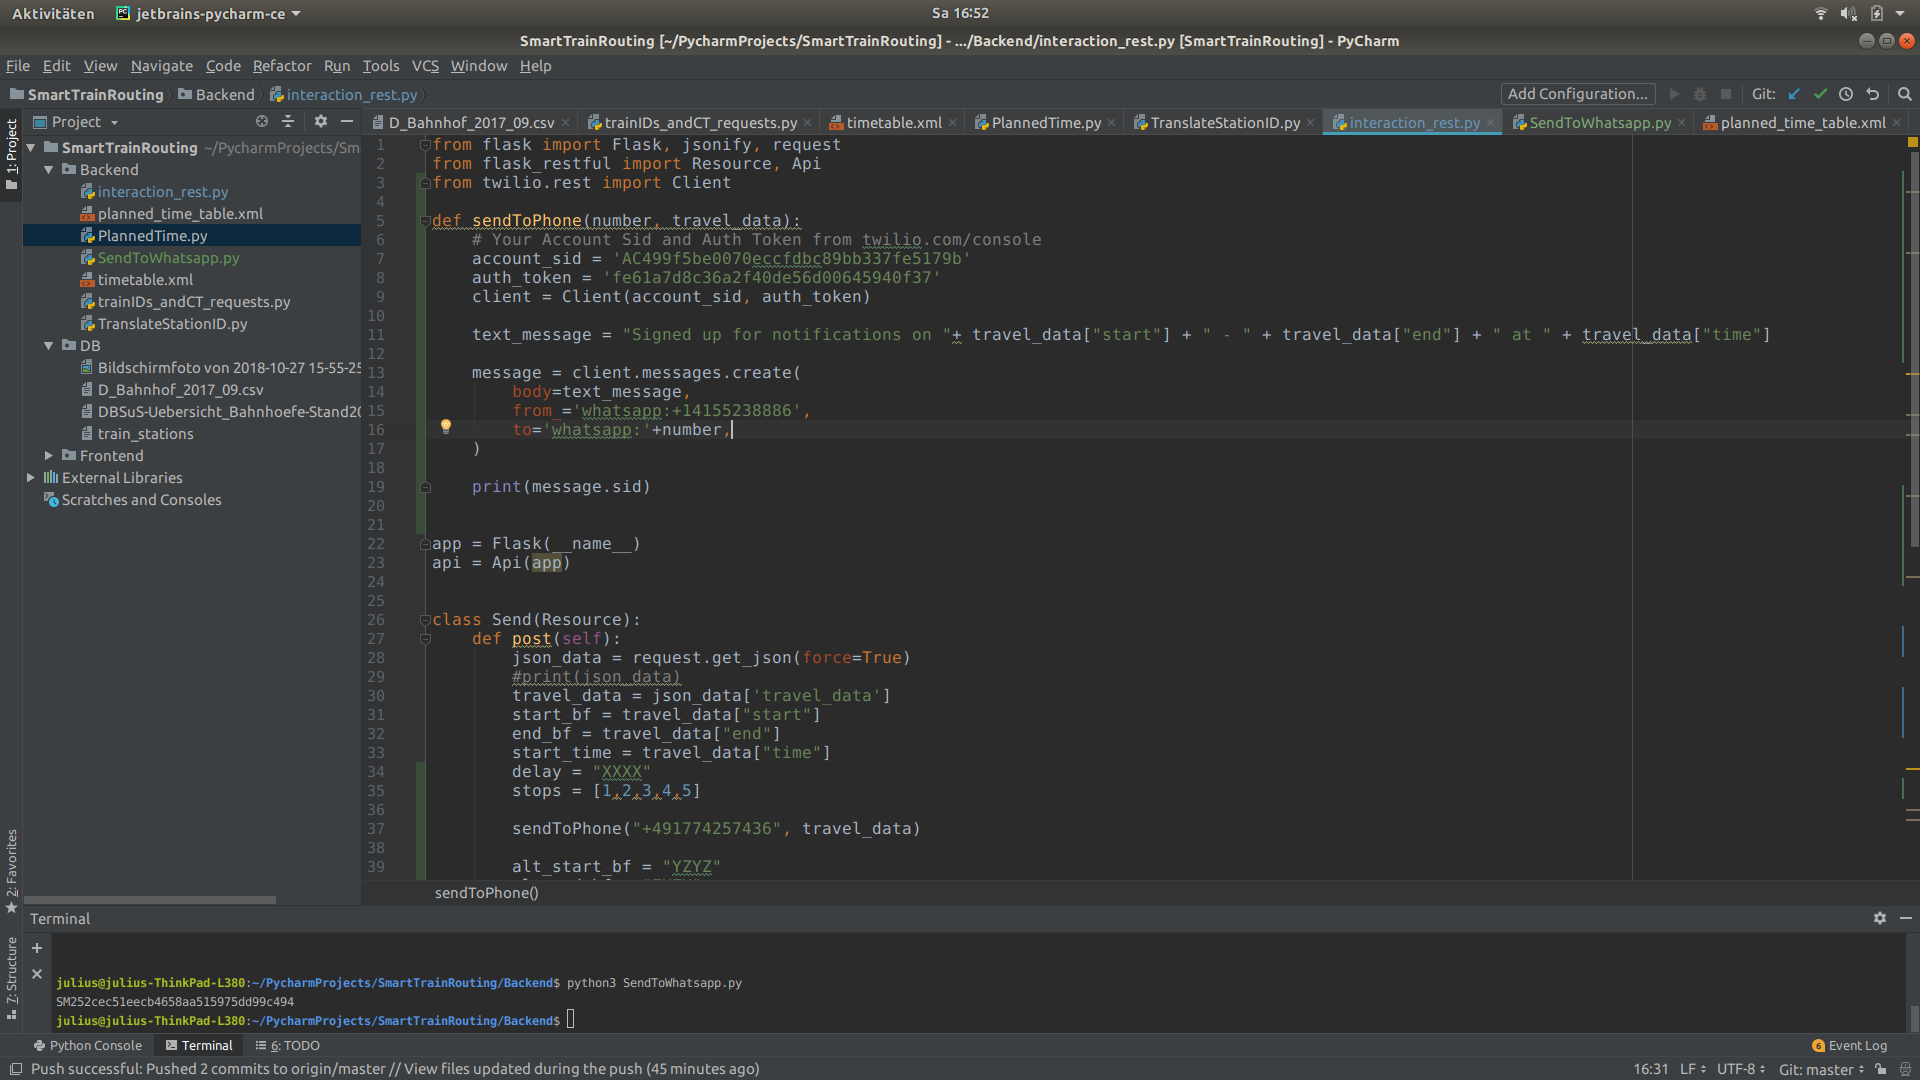 Aktivitäten
jetbrains-pycharm-ce
Sa 16:52
SmartTrainRouting [~/PycharmProjects/SmartTrainRouting] - .../Backend/interaction_rest.py [SmartTrainRouting] - PyCharm
File Edit View Navigate Code Refactor Run Tools VCS Window Help
SmartTrainRouting Backend interaction_rest.py
Add Configuration...
Git:
Project
D_Bahnhof_2017_09.csv trainIDs_andCT_requests.py timetable.xml PlannedTime.py TranslateStationID.py interaction_rest.py SendToWhatsapp.py planned_time_table.xml
1: Project
SmartTrainRouting ~/PycharmProjects/Sm
Backend
interaction_rest.py
planned_time_table.xml
PlannedTime.py
SendToWhatsapp.py
timetable.xml
trainIDs_andCT_requests.py
TranslateStationID.py
DB
Bildschirmfoto von 2018-10-27 15-55-25
D_Bahnhof_2017_09.csv
DBSuS-Uebersicht_Bahnhoefe-Stand20
train_stations
Frontend
External Libraries
Scratches and Consoles
2: Favorites
7: Structure
1 from flask import Flask, jsonify, request
2 from flask_restful import Resource, Api
3 from twilio.rest import Client
4
5 def sendToPhone(number, travel_data):
6 # Your Account Sid and Auth Token from twilio.com/console
7 account_sid = 'AC499f5be0070eccfdbc89bb337fe5179b'
8 auth_token = 'fe61a7d8c36a2f40de56d00645940f37'
9 client = Client(account_sid, auth_token)
10
11 text_message = "Signed up for notifications on "+ travel_data["start"] + " - " + travel_data["end"] + " at " + travel_data["time"]
12
13 message = client.messages.create(
14 body=text_message,
15 from_='whatsapp:+14155238886',
16 to='whatsapp:'+number,
17 )
18
19 print(message.sid)
20
21
22 app = Flask(__name__)
23 api = Api(app)
24
25
26 class Send(Resource):
27 def post(self):
28 json_data = request.get_json(force=True)
29 #print(json_data)
30 travel_data = json_data['travel_data']
31 start_bf = travel_data["start"]
32 end_bf = travel_data["end"]
33 start_time = travel_data["time"]
34 delay = "XXXX"
35 stops = [1,2,3,4,5]
36
37 sendToPhone("+491774257436", travel_data)
38
39 alt_start_bf = "YZYZ"
sendToPhone()
Terminal
julius@julius-ThinkPad-L380:~/PycharmProjects/SmartTrainRouting/Backend$ python3 SendToWhatsapp.py
SM252cec51eecb4658aa515975dd99c494
julius@julius-ThinkPad-L380:~/PycharmProjects/SmartTrainRouting/Backend$
Python Console Terminal 6: TODO
6 Event Log
Push successful: Pushed 2 commits to origin/master // View files updated during the push (45 minutes ago)
16:31 LF UTF-8 Git: master